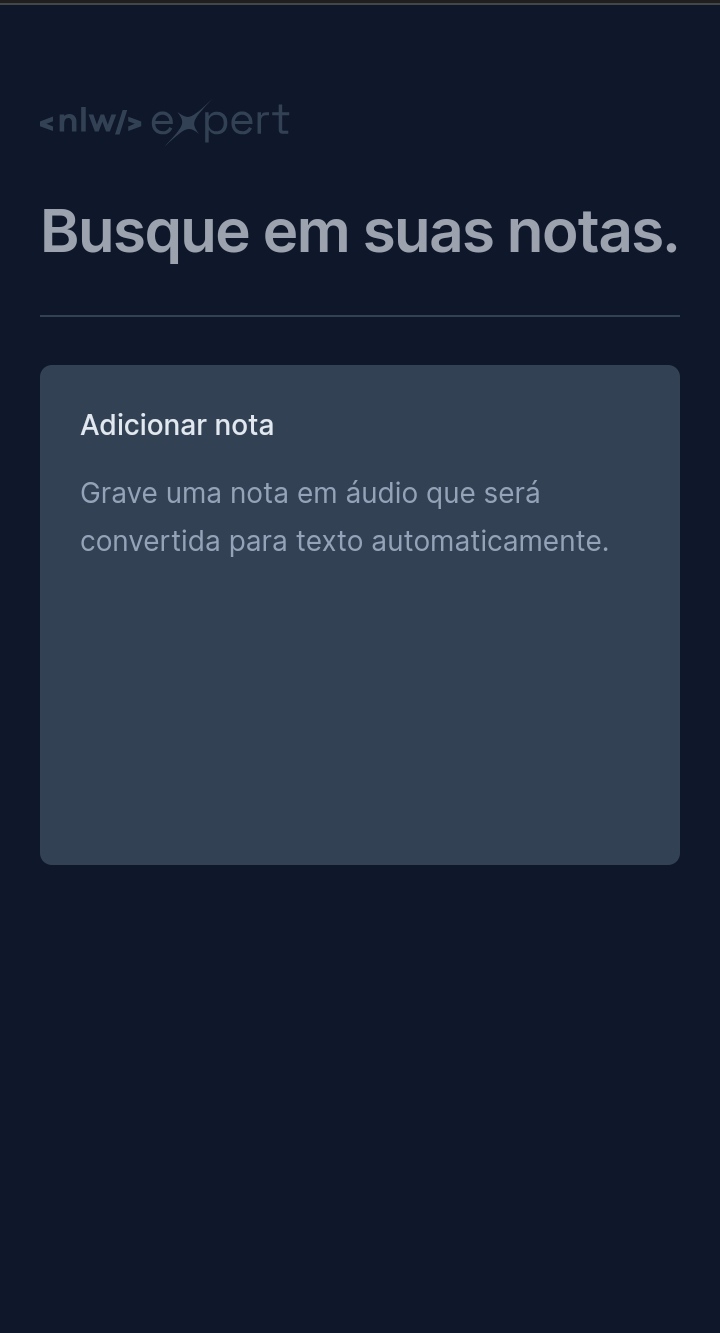 <nlw/> expert
Busque em suas notas.
Adicionar nota
Grave uma nota em áudio que será
convertida para texto automaticamente.